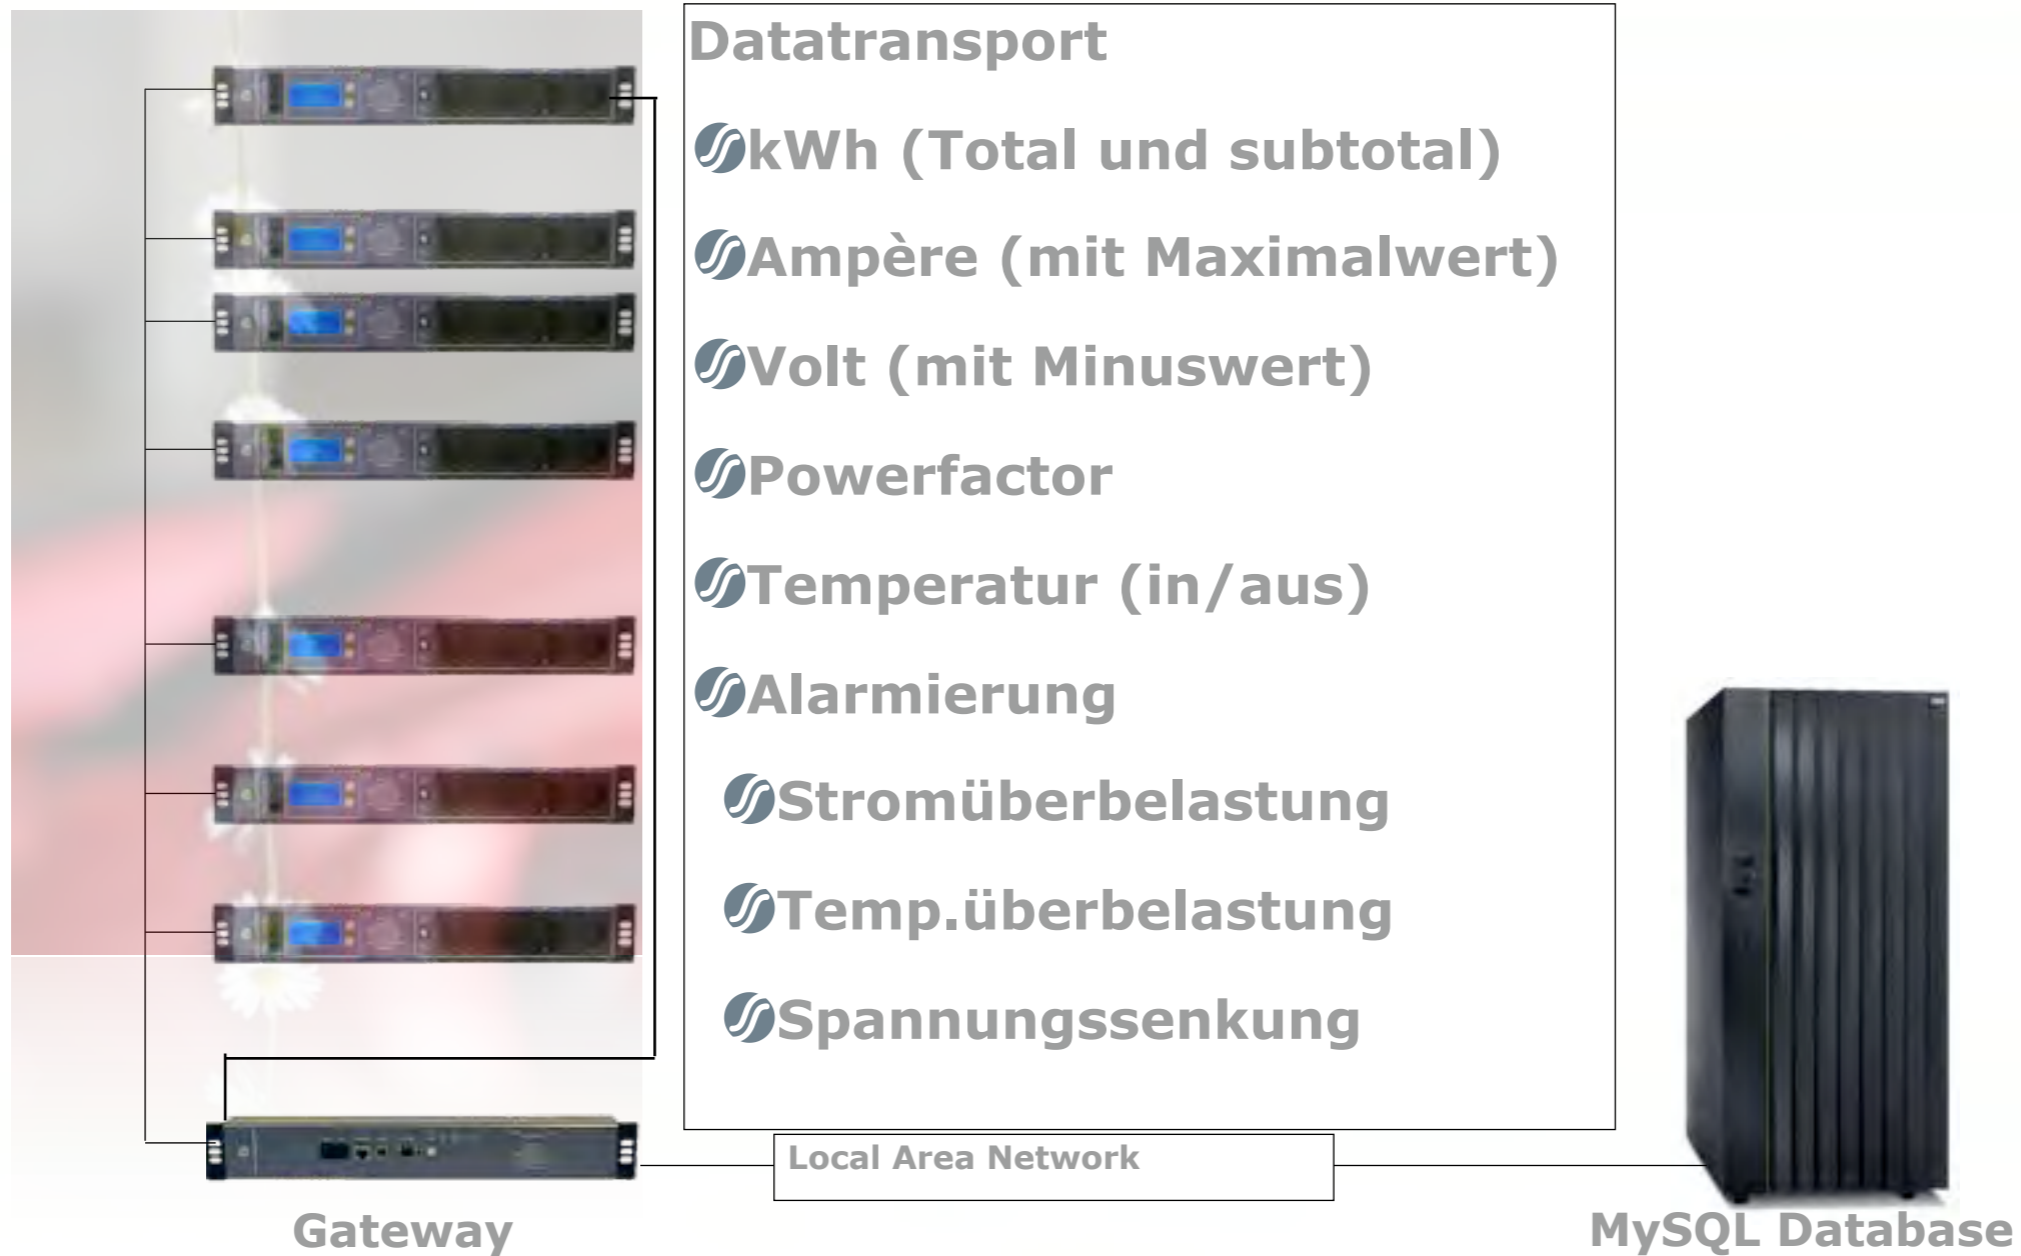 Datatransport
kWh (Total und subtotal)
Ampère (mit Maximalwert)
Volt (mit Minuswert)
Powerfactor
Temperatur (in/aus)
Alarmierung
Stromüberbelastung
Temp.überbelastung
Spannungssenkung
Local Area Network
Gateway
MySQL Database